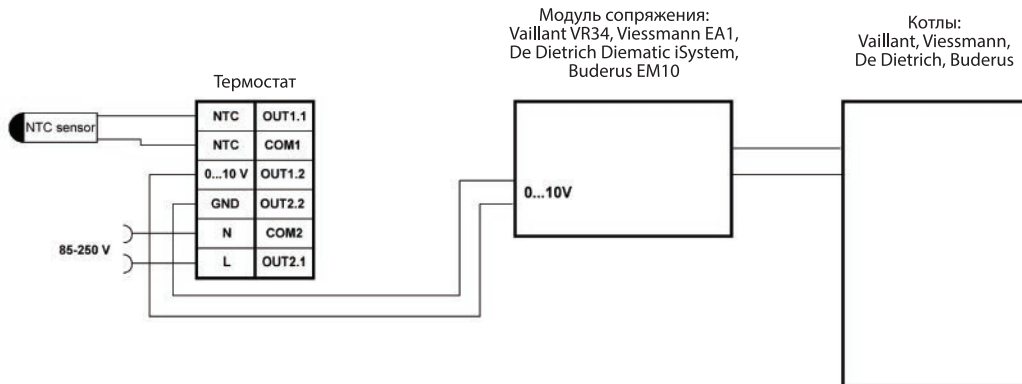 Модуль сопряжения:
Vaillant VR34, Viessmann EA1,
De Dietrich Diematic iSystem,
Buderus EM10
Котлы:
Vaillant, Viessmann,
De Dietrich, Buderus
Термостат
NTC sensor
NTC OUT1.1
NTC COM1
0...10 V OUT1.2
GND OUT2.2
N COM2
L OUT2.1
85-250 V
0...10V